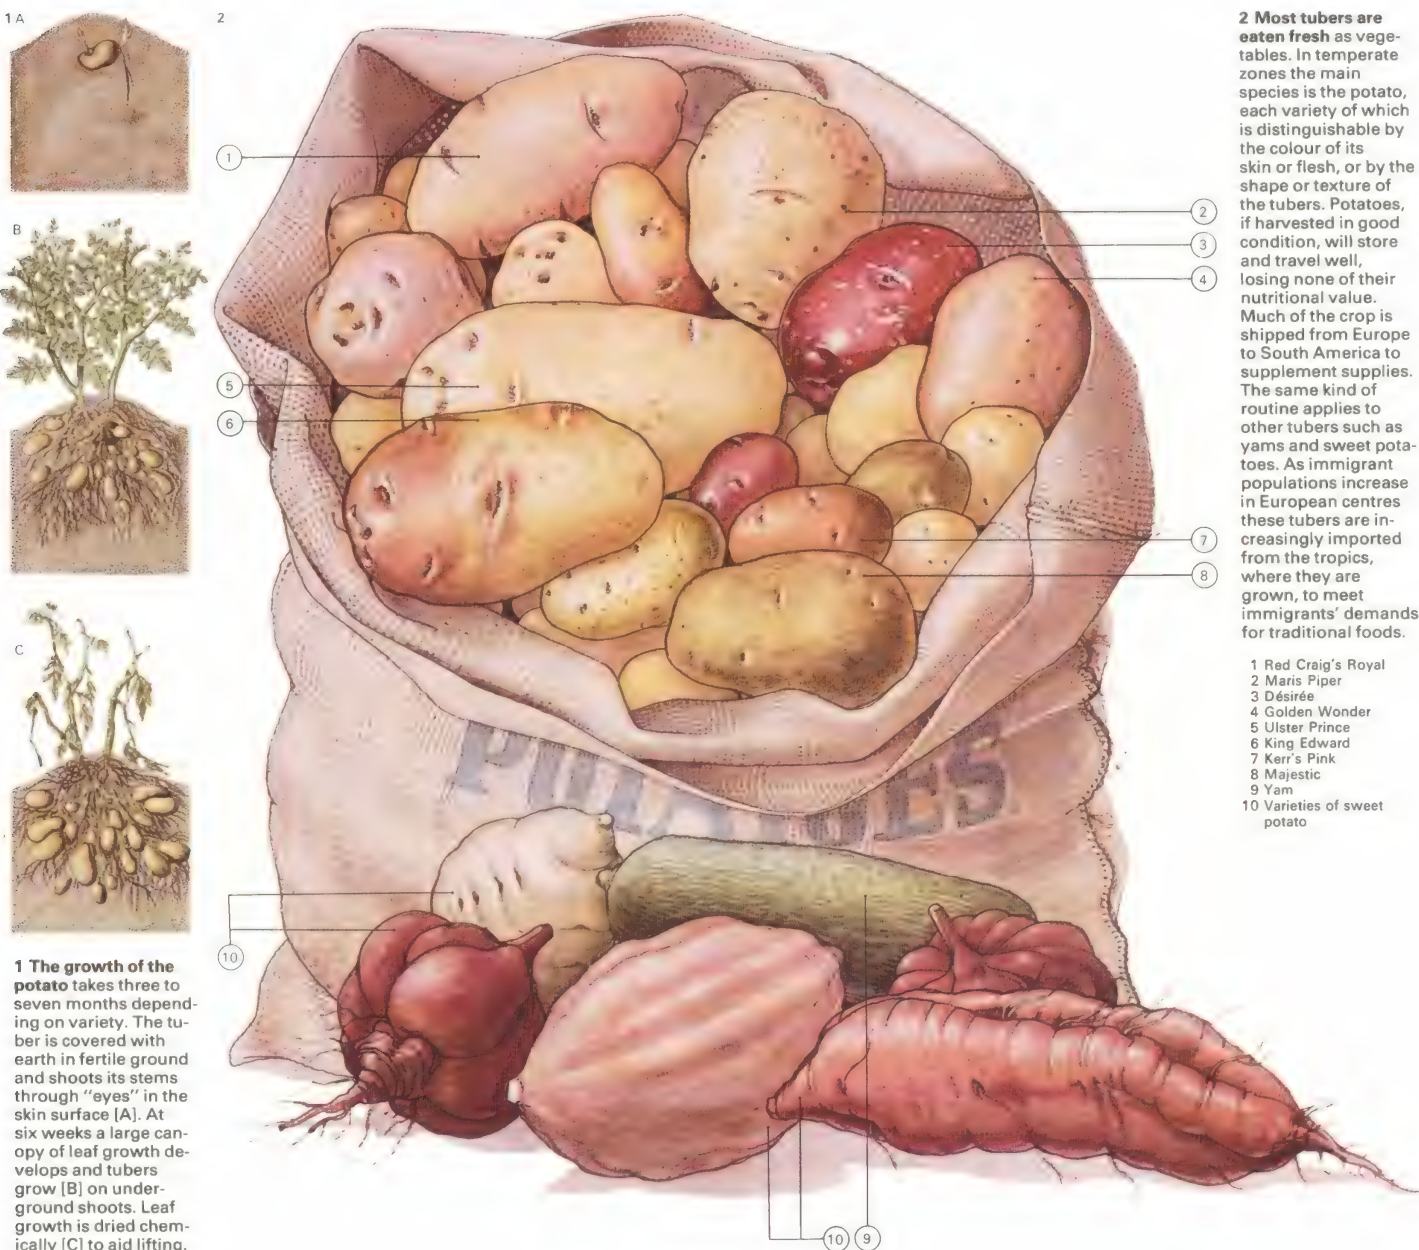 1 A
B
C
1 The growth of the
potato takes three to
seven months depend-
ing on variety. The tu-
ber is covered with
earth in fertile ground
and shoots its stems
through "eyes" in the
skin surface [A]. At
six weeks a large can-
opy of leaf growth de-
velops and tubers
grow [B] on under-
ground shoots. Leaf
growth is dried chem-
ically [C] to aid lifting.
2
1
2
3
4
5
6
7
8
POTATOES
10
10
9
2 Most tubers are
eaten fresh as vege-
tables. In temperate
zones the main
species is the potato,
each variety of which
is distinguishable by
the colour of its
skin or flesh, or by the
shape or texture of
the tubers. Potatoes,
if harvested in good
condition, will store
and travel well,
losing none of their
nutritional value.
Much of the crop is
shipped from Europe
to South America to
supplement supplies.
The same kind of
routine applies to
other tubers such as
yams and sweet pota-
toes. As immigrant
populations increase
in European centres
these tubers are in-
creasingly imported
from the tropics,
where they are
grown, to meet
immigrants' demands
for traditional foods.
1 Red Craig's Royal
2 Maris Piper
3 Désirée
4 Golden Wonder
5 Ulster Prince
6 King Edward
7 Kerr's Pink
8 Majestic
9 Yam
10 Varieties of sweet
potato